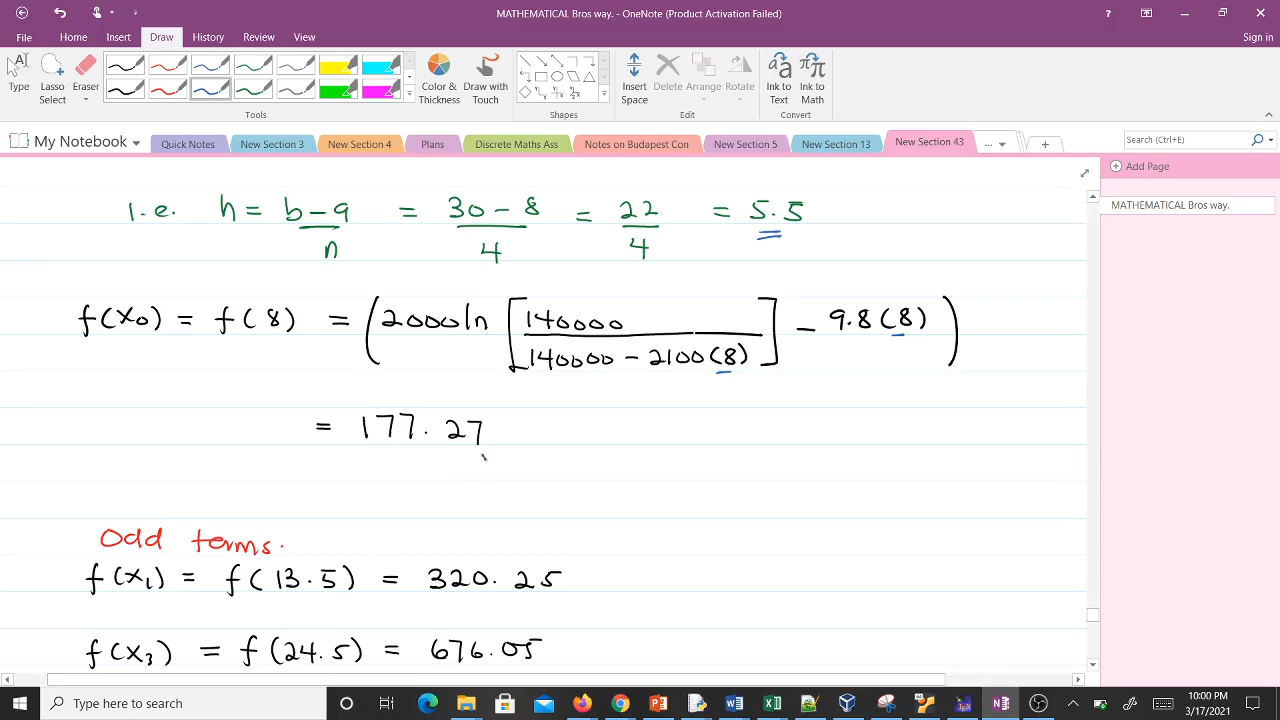 MATHEMATICAL Bros way. - OneNote (Product Activation Failed)
Sign in
File Home Insert Draw History Review View
Type Lasso Select Eraser Color & Thickness Draw with Touch Insert Space Delete Arrange Rotate Ink to Text Ink to Math
Tools Shapes Edit Convert
My Notebook Quick Notes New Section 3 New Section 4 Plans Discrete Maths Ass Notes on Budapest Con New Section 5 New Section 13 New Section 43 ... Search (Ctrl+E)
Add Page
MATHEMATICAL Bros way.
i.e. h = b-a/n = 30-8/4 = 22/4 = 5.5
f(x₀) = f(8) = (2000ln[140000/140000-2100(8)] - 9.8(8))
= 177.27
Odd terms.
f(x₁) = f(13.5) = 320.25
f(x₃) = f(24.5) = 676.05
Type here to search
10:00 PM
3/17/2021